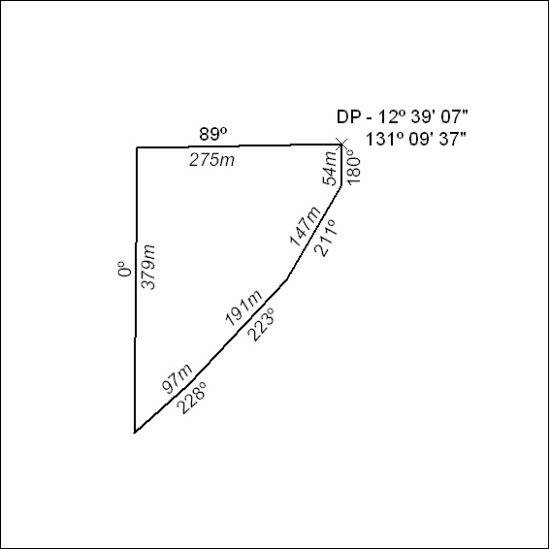 DP - 12º 39' 07"
131º 09' 37"
89º
275m
54m
180º
147m
211º
0º
379m
191m
223º
97m
228º